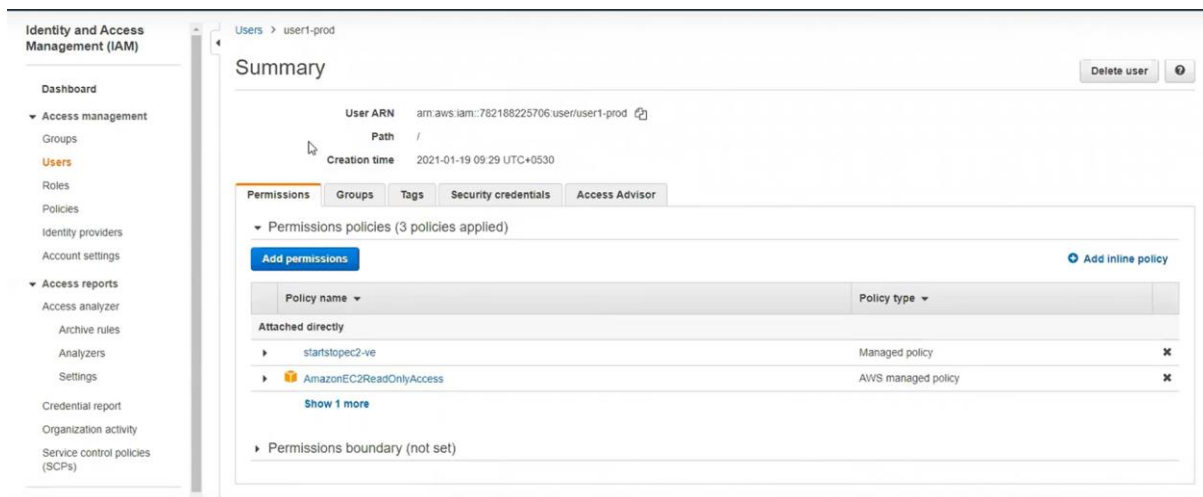 Identity and Access
Management (IAM)
Dashboard
Access management
Groups
Users
Roles
Policies
Identity providers
Account settings
Access reports
Access analyzer
Archive rules
Analyzers
Settings
Credential report
Organization activity
Service control policies
(SCPs)
Users > user1-prod
Summary
Delete user
User ARN arn:aws:iam::782188225706:user/user1-prod
Path /
Creation time 2021-01-19 09:29 UTC+0530
Permissions Groups Tags Security credentials Access Advisor
Permissions policies (3 policies applied)
Add permissions
Add inline policy
Policy name Policy type
Attached directly
startstopec2-ve Managed policy
AmazonEC2ReadOnlyAccess AWS managed policy
Show 1 more
Permissions boundary (not set)